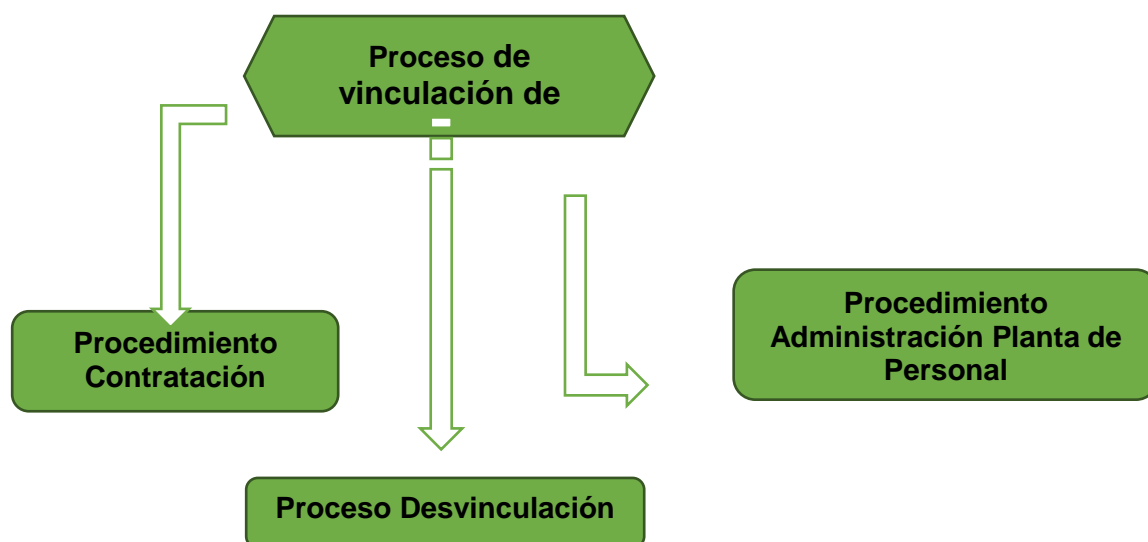 Proceso de
vinculación de
Procedimiento
Contratación
Procedimiento
Administración Planta de
Personal
Proceso Desvinculación